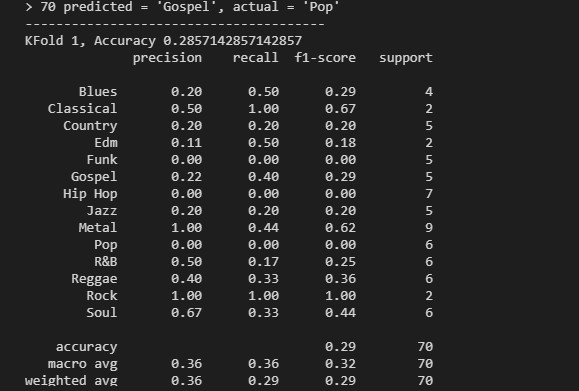 > 70 predicted = 'Gospel', actual = 'Pop'
---------------------------------------
KFold 1, Accuracy 0.2857142857142857
precision recall f1-score support
Blues 0.20 0.50 0.29 4
Classical 0.50 1.00 0.67 2
Country 0.20 0.20 0.20 5
Edm 0.11 0.50 0.18 2
Funk 0.00 0.00 0.00 5
Gospel 0.22 0.40 0.29 5
Hip Hop 0.00 0.00 0.00 7
Jazz 0.20 0.20 0.20 5
Metal 1.00 0.44 0.62 9
Pop 0.00 0.00 0.00 6
R&B 0.50 0.17 0.25 6
Reggae 0.40 0.33 0.36 6
Rock 1.00 1.00 1.00 2
Soul 0.67 0.33 0.44 6
accuracy 0.29 70
macro avg 0.36 0.36 0.32 70
weighted avg 0.36 0.29 0.29 70